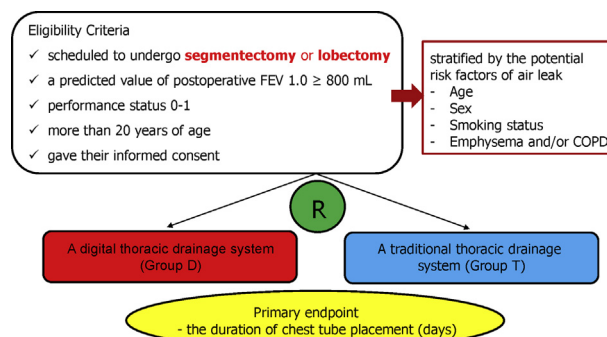 Eligibility Criteria
✓ scheduled to undergo segmentectomy or lobectomy
✓ a predicted value of postoperative FEV 1.0 ≥ 800 mL
✓ performance status 0-1
✓ more than 20 years of age
✓ gave their informed consent
stratified by the potential
risk factors of air leak
- Age
- Sex
- Smoking status
- Emphysema and/or COPD
R
A digital thoracic drainage system
(Group D)
A traditional thoracic drainage
system (Group T)
Primary endpoint
- the duration of chest tube placement (days)